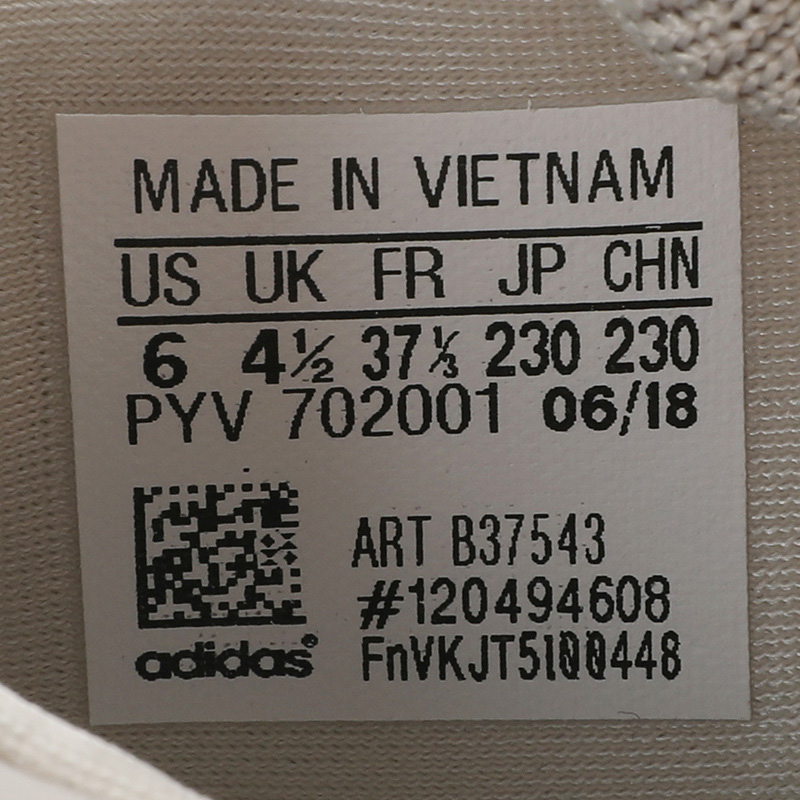 MADE IN VIETNAM
US UK FR JP CHN
6 4½ 37⅓ 230 230
PYV 702001 06/18
ART B37543
#120494608
adidas® FnVKJT5100448